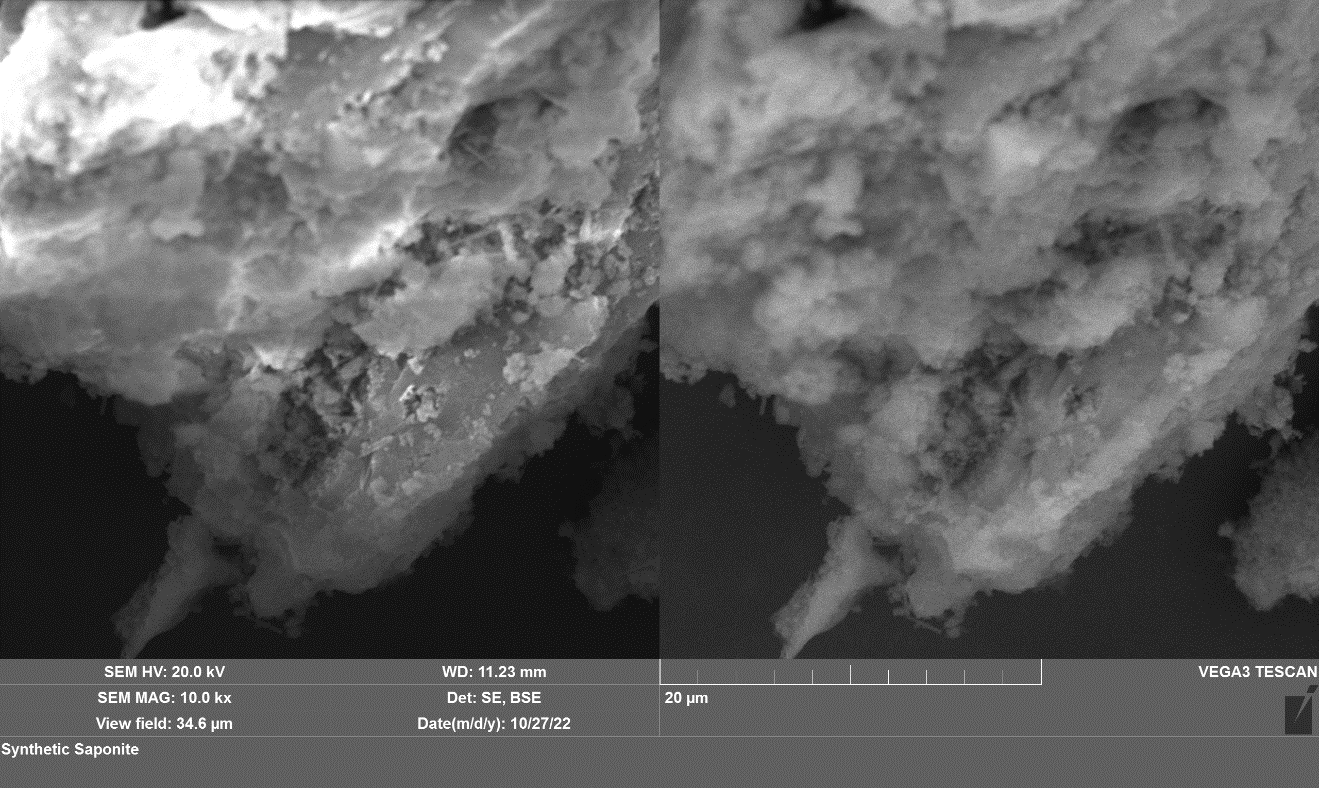 SEM HV: 20.0 kV
WD: 11.23 mm
VEGA3 TESCAN
SEM MAG: 10.0 kx
Det: SE, BSE
20 µm
View field: 34.6 µm
Date(m/d/y): 10/27/22
Synthetic Saponite